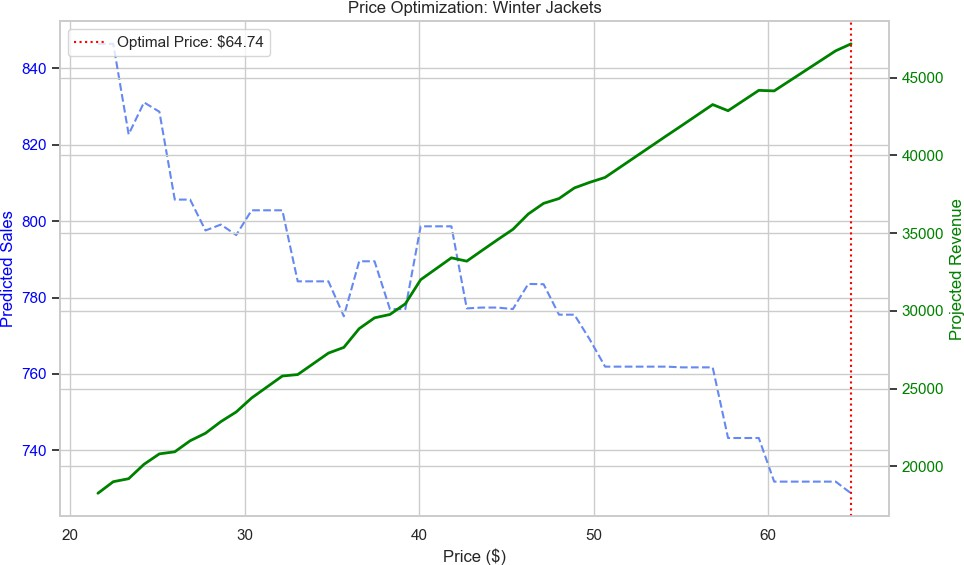 Price Optimization: Winter Jackets
Optimal Price: $64.74
840
820
800
780
760
740
Predicted Sales
45000
40000
35000
30000
25000
20000
Projected Revenue
20 30 40 50 60
Price ($)